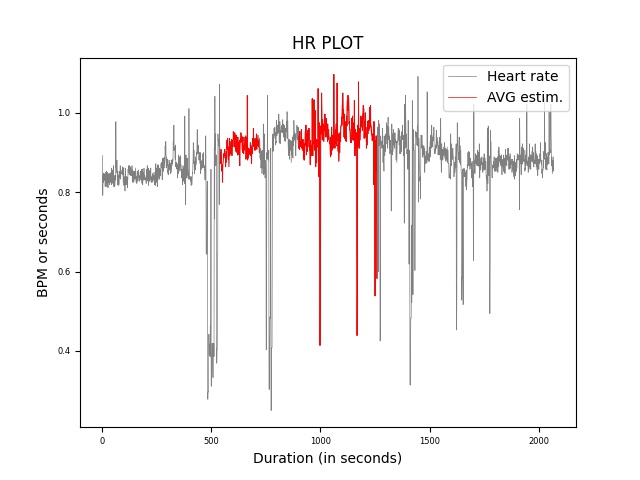 HR PLOT
Heart rate
AVG estim.
BPM or seconds
1.0
0.8
0.6
0.4
0
500
1000
1500
2000
Duration (in seconds)